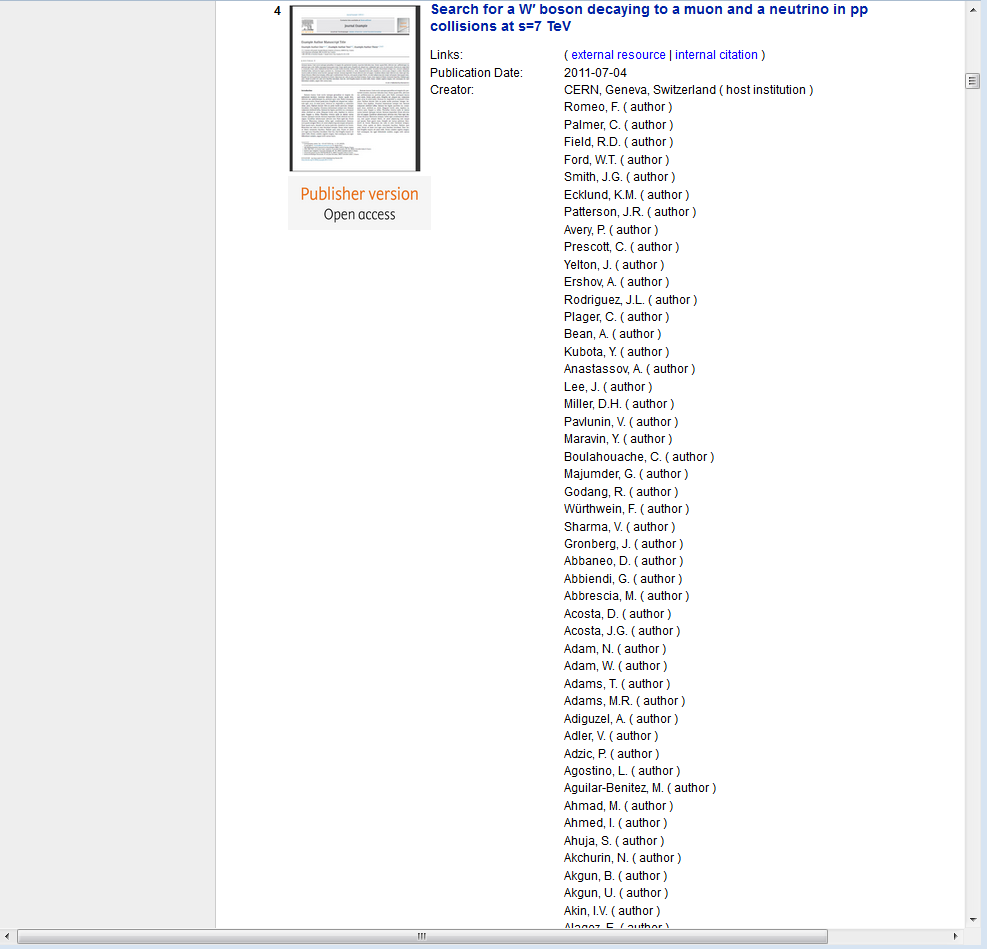 4
Search for a W′ boson decaying to a muon and a neutrino in pp
collisions at s=7 TeV
Links: ( external resource | internal citation )
Publication Date: 2011-07-04
Creator: CERN, Geneva, Switzerland ( host institution )
Romeo, F. ( author )
Palmer, C. ( author )
Field, R.D. ( author )
Ford, W.T. ( author )
Smith, J.G. ( author )
Ecklund, K.M. ( author )
Patterson, J.R. ( author )
Avery, P. ( author )
Prescott, C. ( author )
Yelton, J. ( author )
Ershov, A. ( author )
Rodriguez, J.L. ( author )
Plager, C. ( author )
Bean, A. ( author )
Kubota, Y. ( author )
Anastassov, A. ( author )
Lee, J. ( author )
Miller, D.H. ( author )
Pavlunin, V. ( author )
Maravin, Y. ( author )
Boulahouache, C. ( author )
Majumder, G. ( author )
Godang, R. ( author )
Würthwein, F. ( author )
Sharma, V. ( author )
Gronberg, J. ( author )
Abbaneo, D. ( author )
Abbiendi, G. ( author )
Abbrescia, M. ( author )
Acosta, D. ( author )
Acosta, J.G. ( author )
Adam, N. ( author )
Adam, W. ( author )
Adams, T. ( author )
Adams, M.R. ( author )
Adiguzel, A. ( author )
Adler, V. ( author )
Adzic, P. ( author )
Agostino, L. ( author )
Aguilar-Benitez, M. ( author )
Ahmad, M. ( author )
Ahmed, I. ( author )
Ahuja, S. ( author )
Akchurin, N. ( author )
Akgun, B. ( author )
Akgun, U. ( author )
Akin, I.V. ( author )
Publisher version
Open access